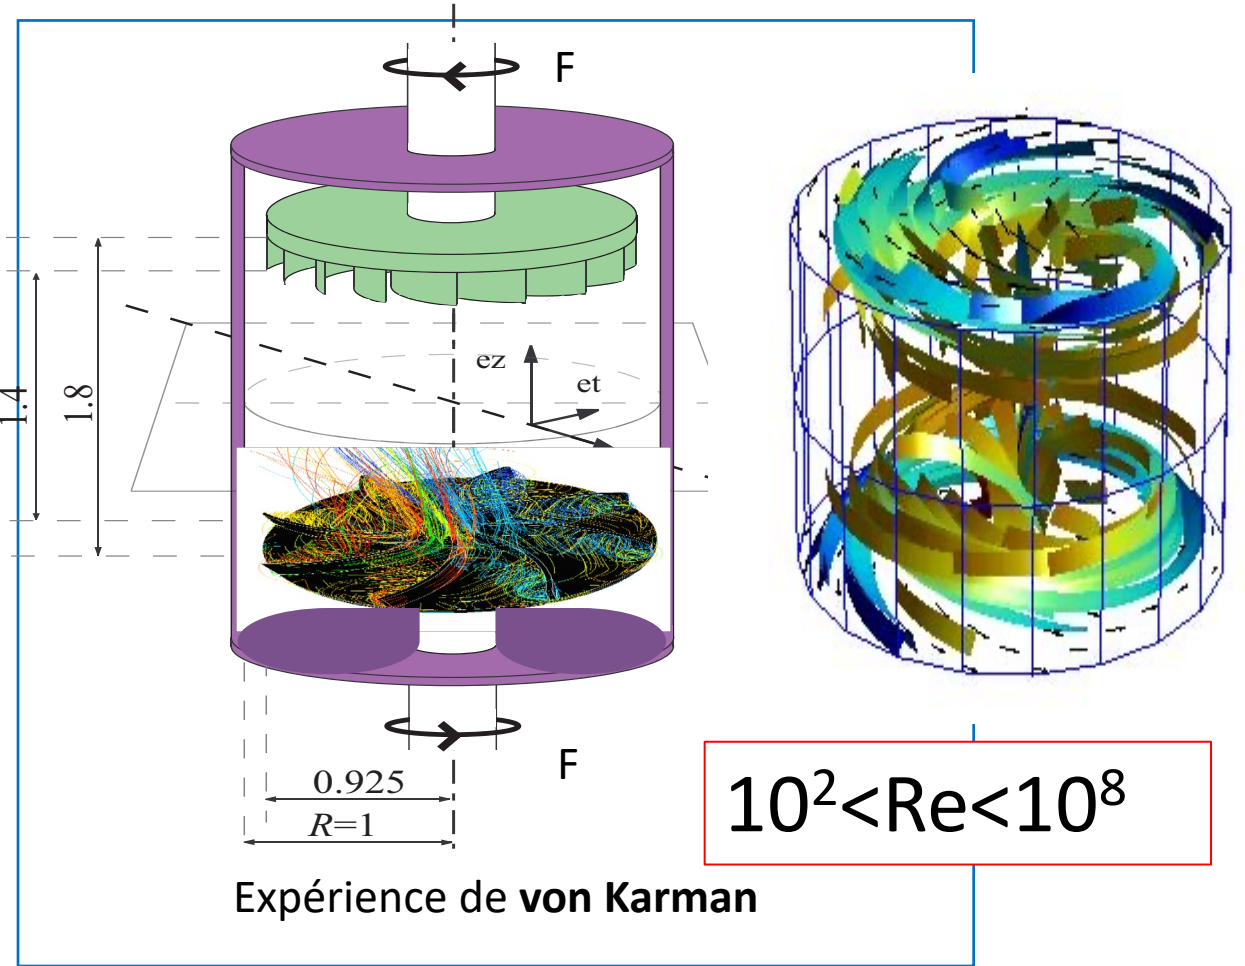 F
ez
et
1.4
1.8
F
0.925
R=1
10²<Re<10⁸
Expérience de von Karman